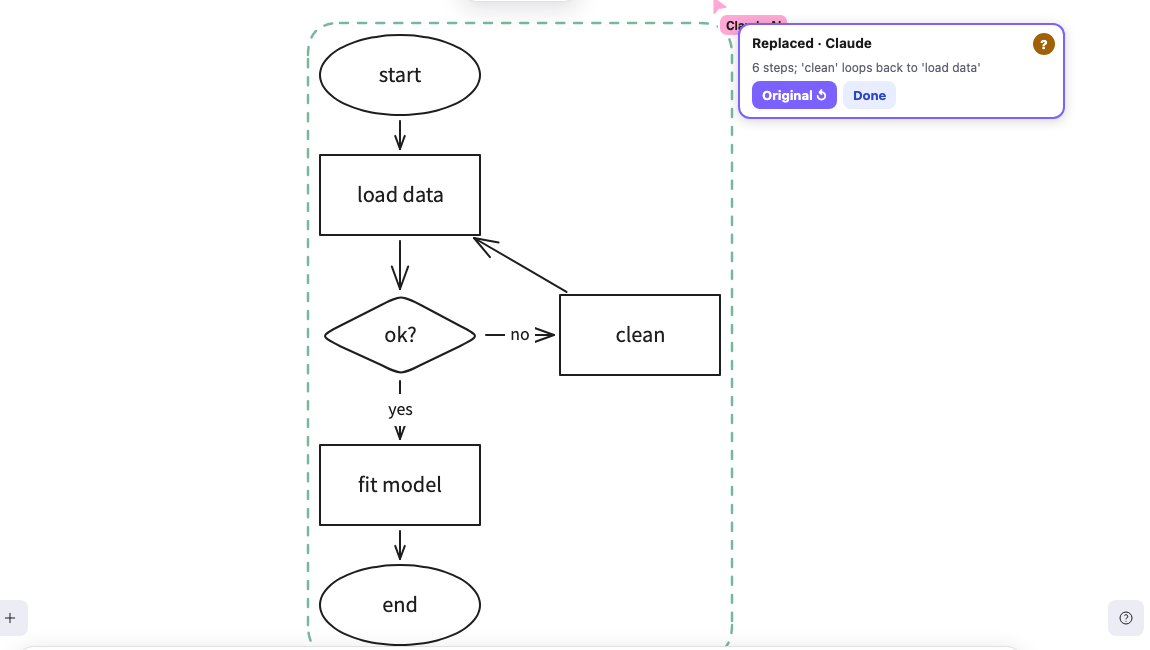 Replaced · Claude
?
6 steps; 'clean' loops back to 'load data'
Original
Done
start
load data
ok?
no
clean
yes
fit model
end